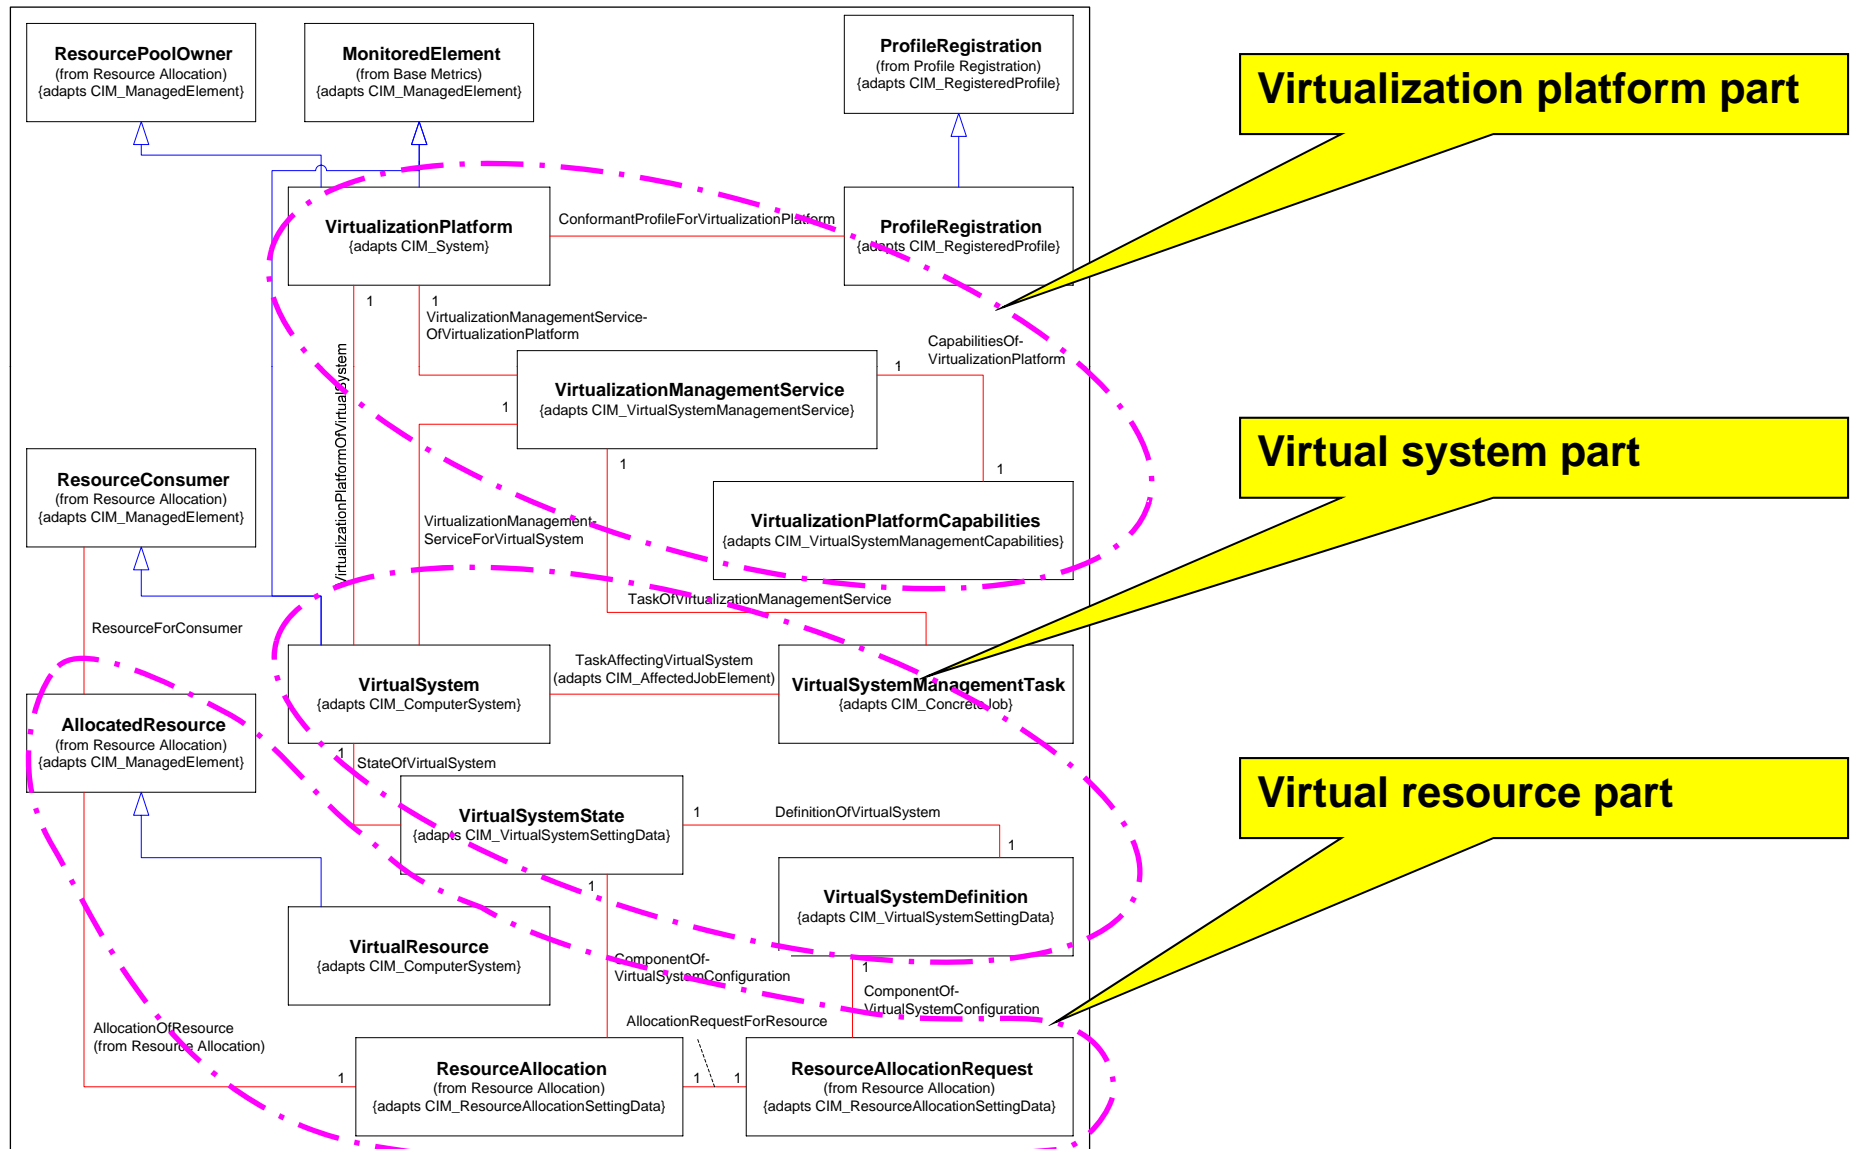 ResourcePoolOwner
(from Resource Allocation)
{adapts CIM_ManagedElement}
MonitoredElement
(from Base Metrics)
{adapts CIM_ManagedElement}
ProfileRegistration
(from Profile Registration)
{adapts CIM_RegisteredProfile}
Virtualization platform part
VirtualizationPlatform
{adapts CIM_System}
ConformantProfileForVirtualizationPlatform
ProfileRegistration
{adapts CIM_RegisteredProfile}
1
1
VirtualizationManagementService-
OfVirtualizationPlatform
CapabilitiesOf-
VirtualizationPlatform
VirtualizationPlatformOfVirtualSystem
VirtualizationManagementService
{adapts CIM_VirtualSystemManagementService}
1
1
1
1
Virtual system part
ResourceConsumer
(from Resource Allocation)
{adapts CIM_ManagedElement}
VirtualizationManagement-
ServiceForVirtualSystem
VirtualizationPlatformCapabilities
{adapts CIM_VirtualSystemManagementCapabilities}
TaskOfVirtualizationManagementService
ResourceForConsumer
VirtualSystem
{adapts CIM_ComputerSystem}
TaskAffectingVirtualSystem
(adapts CIM_AffectedJobElement)
VirtualSystemManagementTask
{adapts CIM_ConcreteJob}
AllocatedResource
(from Resource Allocation)
{adapts CIM_ManagedElement}
1
StateOfVirtualSystem
Virtual resource part
VirtualSystemState
{adapts CIM_VirtualSystemSettingData}
1
DefinitionOfVirtualSystem
1
1
VirtualSystemDefinition
{adapts CIM_VirtualSystemSettingData}
VirtualResource
{adapts CIM_ComputerSystem}
ComponentOf-
VirtualSystemConfiguration
1
ComponentOf-
VirtualSystemConfiguration
AllocationOfResource
(from Resource Allocation)
AllocationRequestForResource
1
ResourceAllocation
(from Resource Allocation)
{adapts CIM_ResourceAllocationSettingData}
1
1
ResourceAllocationRequest
(from Resource Allocation)
{adapts CIM_ResourceAllocationSettingData}